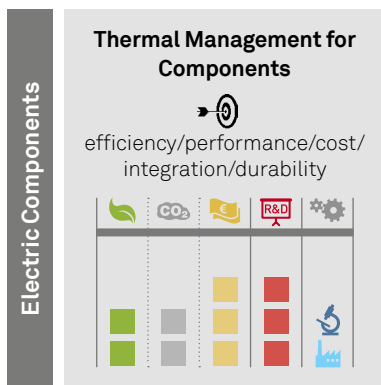 Electric Components
Thermal Management for
Components
efficiency/performance/cost/
integration/durability
CO₂
€
R&D